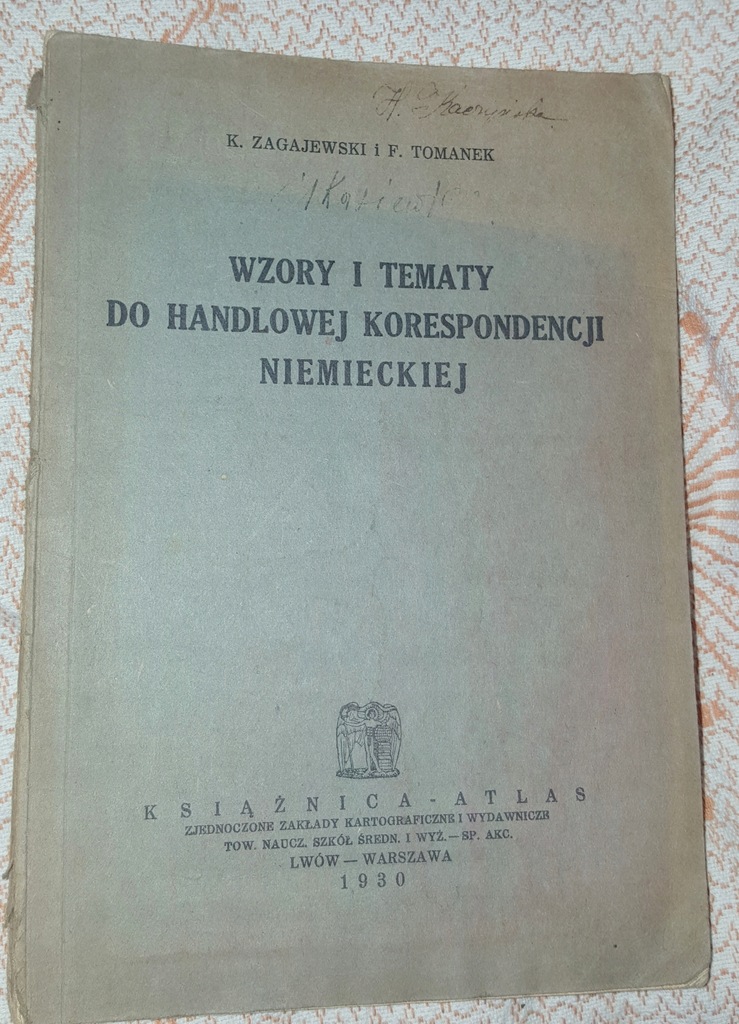 K. ZAGAJEWSKI i F. TOMANEK
WZORY I TEMATY
DO HANDLOWEJ KORESPONDENCJI
NIEMIECKIEJ
KSIĄŻNICA-ATLAS
ZJEDNOCZONE ZAKŁADY KARTOGRAFICZNE I WYDAWNICZE
TOW. NAUCZ. SZKÓŁ ŚREDN. I WYŻ. — SP. AKC.
LWÓW — WARSZAWA
1930